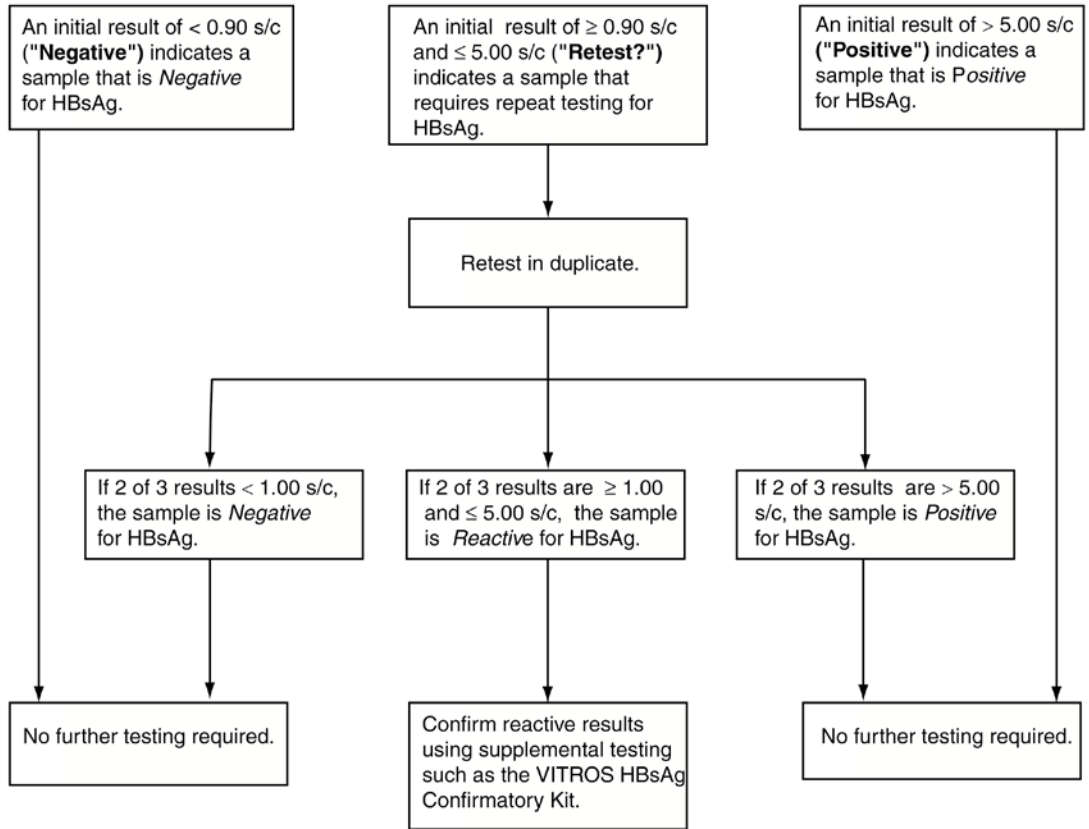 An initial result of < 0.90 s/c
("Negative") indicates a
sample that is Negative
for HBsAg.
An initial result of ≥ 0.90 s/c
and ≤ 5.00 s/c ("Retest?")
indicates a sample that
requires repeat testing for
HBsAg.
An initial result of > 5.00 s/c
("Positive") indicates a
sample that is Positive
for HBsAg.
Retest in duplicate.
If 2 of 3 results < 1.00 s/c,
the sample is Negative
for HBsAg.
If 2 of 3 results are ≥ 1.00
and ≤ 5.00 s/c, the sample
is Reactive for HBsAg.
If 2 of 3 results are > 5.00
s/c, the sample is Positive
for HBsAg.
No further testing required.
Confirm reactive results
using supplemental testing
such as the VITROS HBsAg
Confirmatory Kit.
No further testing required.